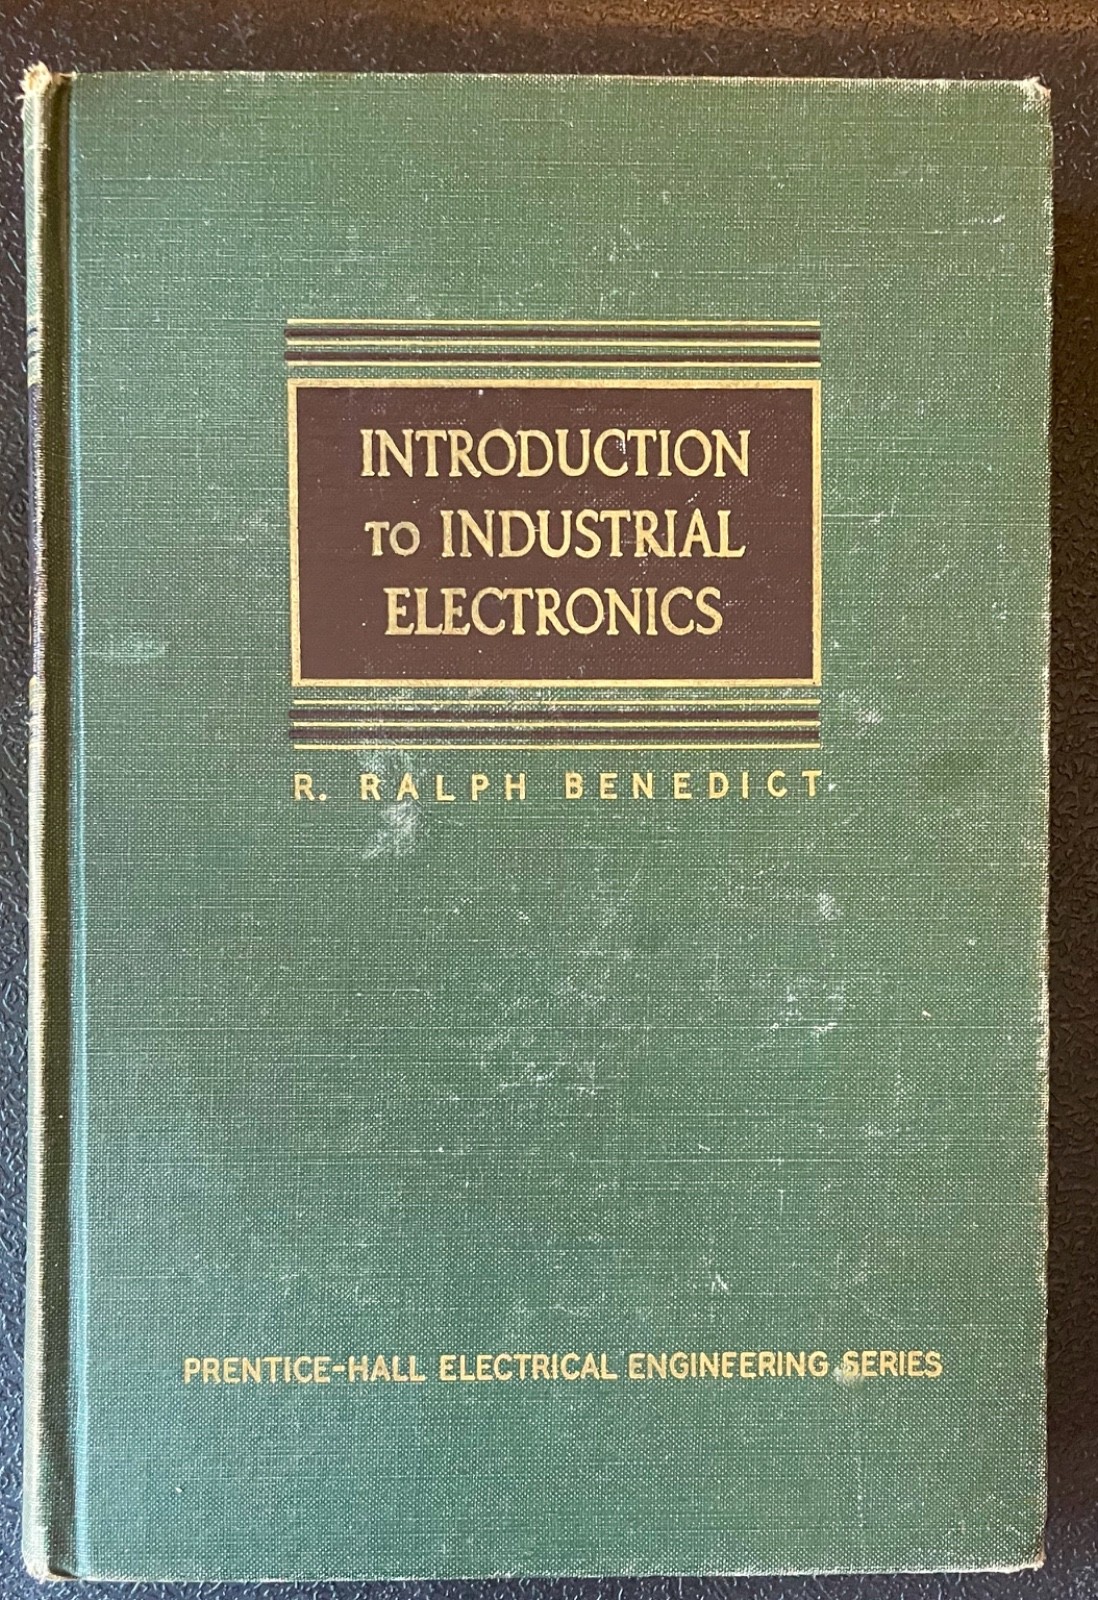 INTRODUCTION
TO INDUSTRIAL
ELECTRONICS
R. RALPH BENEDICT
PRENTICE-HALL ELECTRICAL ENGINEERING SERIES